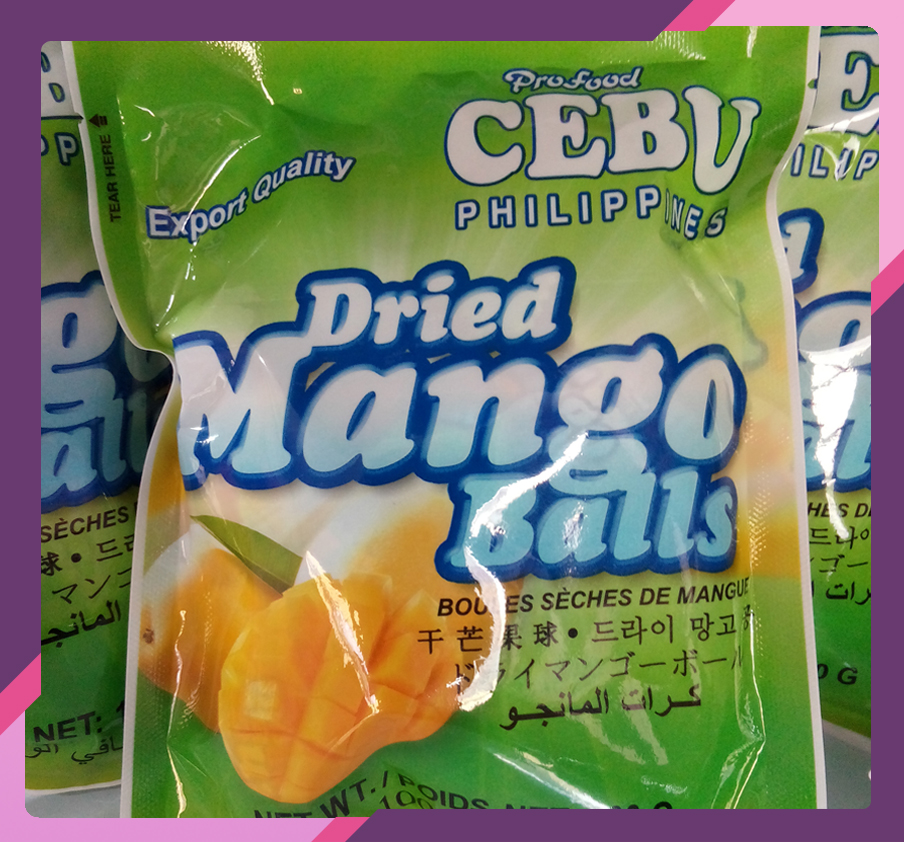 Profood
CEBU
PHILIPPINES
TEAR HERE
Export Quality
Dried
Mango
Balls
SÈCHES DE MANGUE
干芒果球 • 드라이 망고
ドライマンゴーボール
كرات المانجو
NET WT. / POIDS
NET: